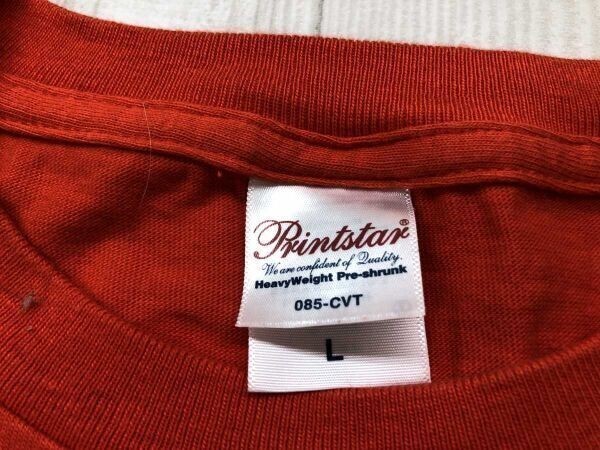 Printstar®
We are confident of Quality.
HeavyWeight Pre-shrunk
085-CVT
L